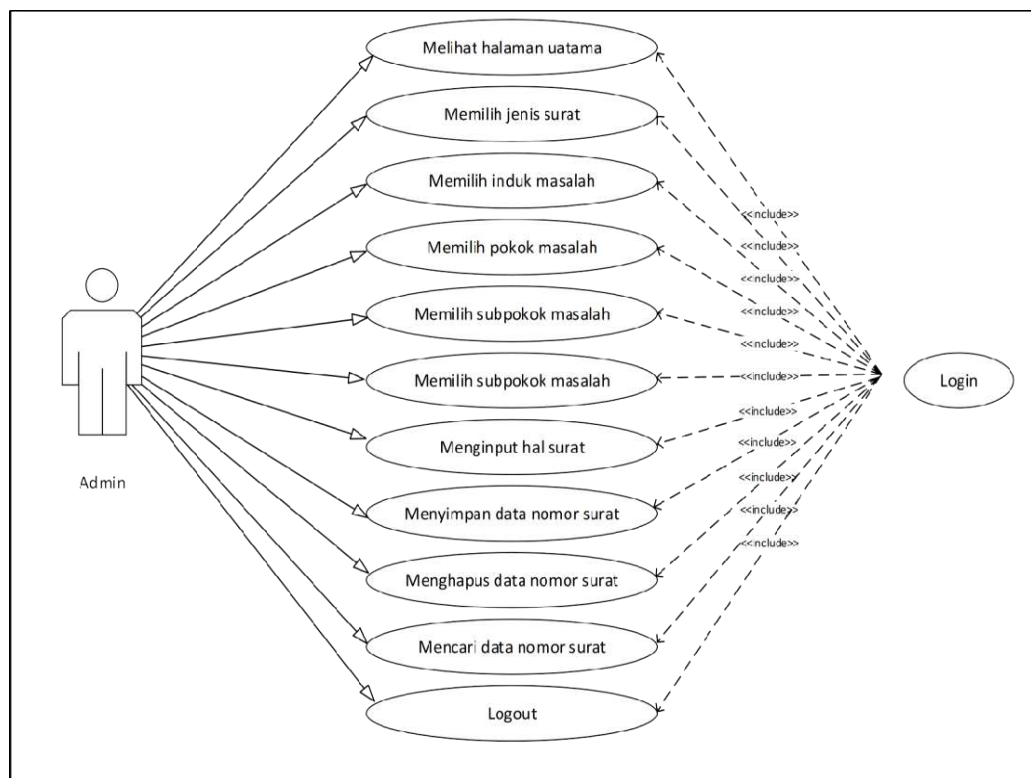 Melihat halaman uatama
Memilih jenis surat
Memilih induk masalah
Memilih pokok masalah
Memilih subpokok masalah
Memilih subpokok masalah
Menginput hal surat
Menyimpan data nomor surat
Menghapus data nomor surat
Mencari data nomor surat
Logout
Admin
<<include>>
<<include>>
<<include>>
<<include>>
<<include>>
<<include>>
<<include>>
<<include>>
<<include>>
<<include>>
<<include>>
Login